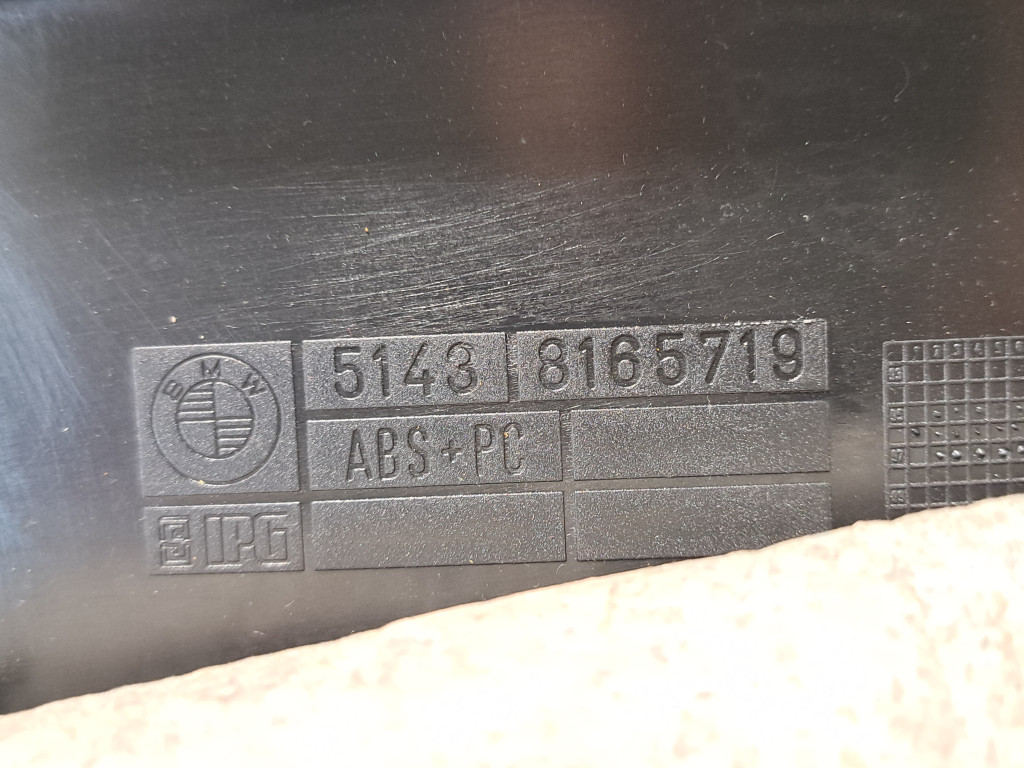 BMW
5143 8165719
ABS + PC
IPG